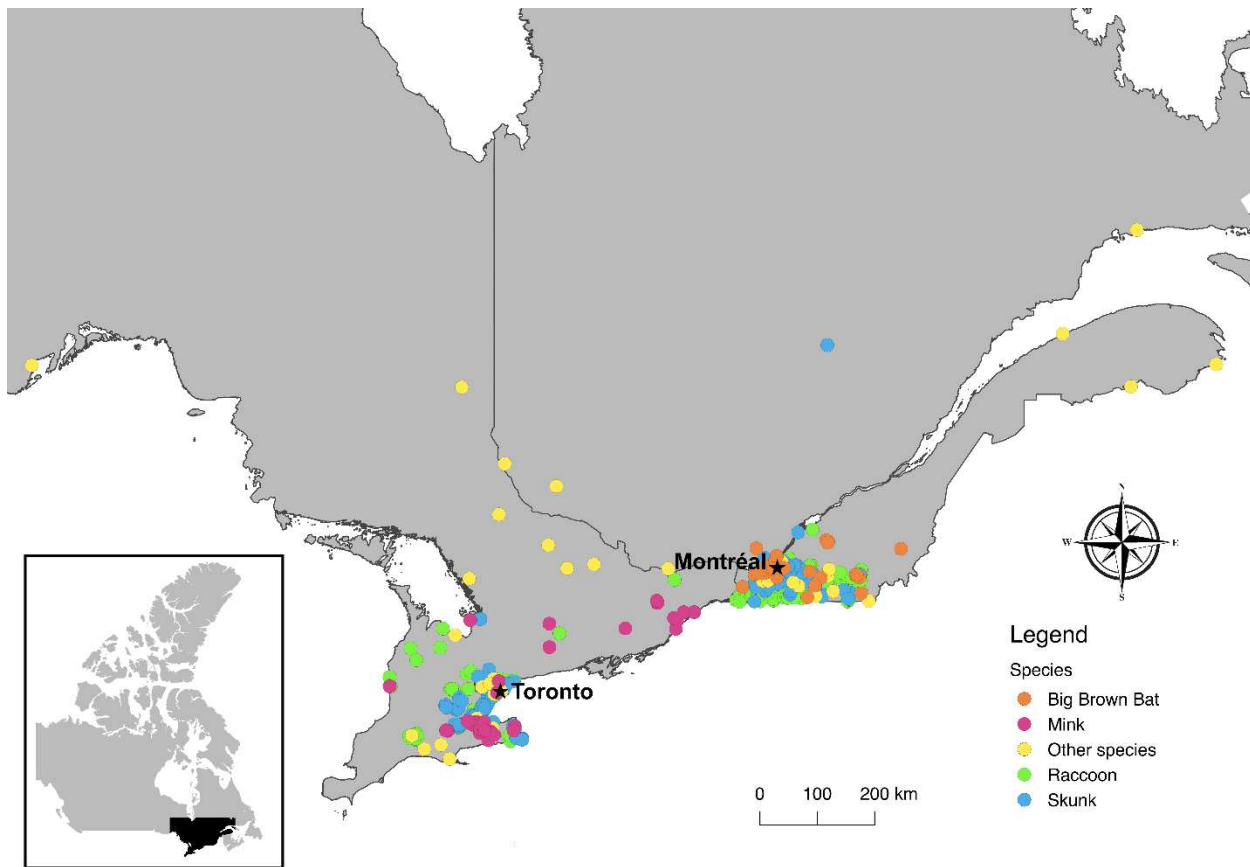 Montréal
Toronto
N
W
E
S
Legend
Species
Big Brown Bat
Mink
Other species
Raccoon
Skunk
0 100 200 km